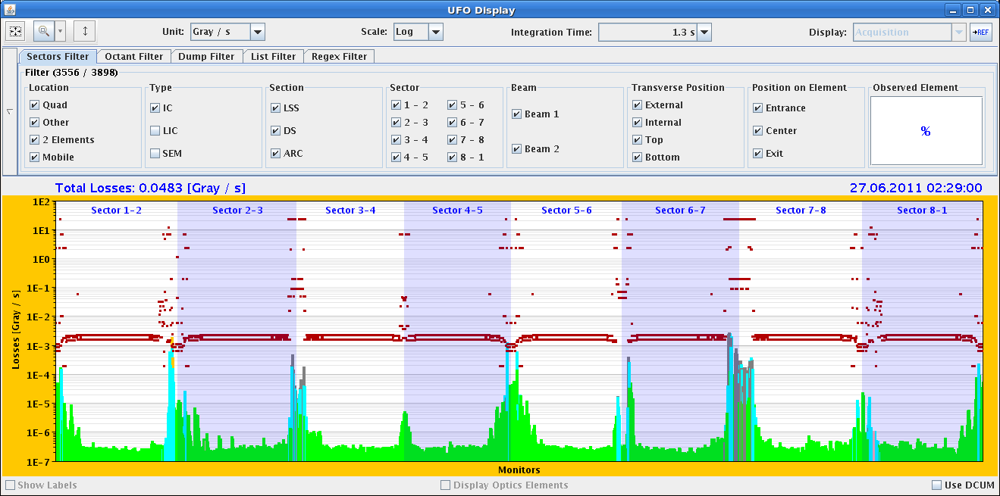 UFO Display
Unit: Gray / s Scale: Log Integration Time: 1.3 s Display: Acquisition →REF
Sectors Filter Octant Filter Dump Filter List Filter Regex Filter
Filter (3556 / 3898)
Location Type Section Sector Beam Transverse Position Position on Element Observed Element
Quad IC LSS 1 - 2 5 - 6 Beam 1 External Entrance %
Other LIC DS 2 - 3 6 - 7 Beam 2 Internal Center
2 Elements SEM ARC 3 - 4 7 - 8 Top Exit
Mobile 4 - 5 8 - 1 Bottom
Total Losses: 0.0483 [Gray / s] 27.06.2011 02:29:00
Sector 1-2 Sector 2-3 Sector 3-4 Sector 4-5 Sector 5-6 Sector 6-7 Sector 7-8 Sector 8-1
Losses [Gray / s]
1E2
1E1
1E0
1E-1
1E-2
1E-3
1E-4
1E-5
1E-6
1E-7
Monitors
Show Labels Display Optics Elements Use DCUM